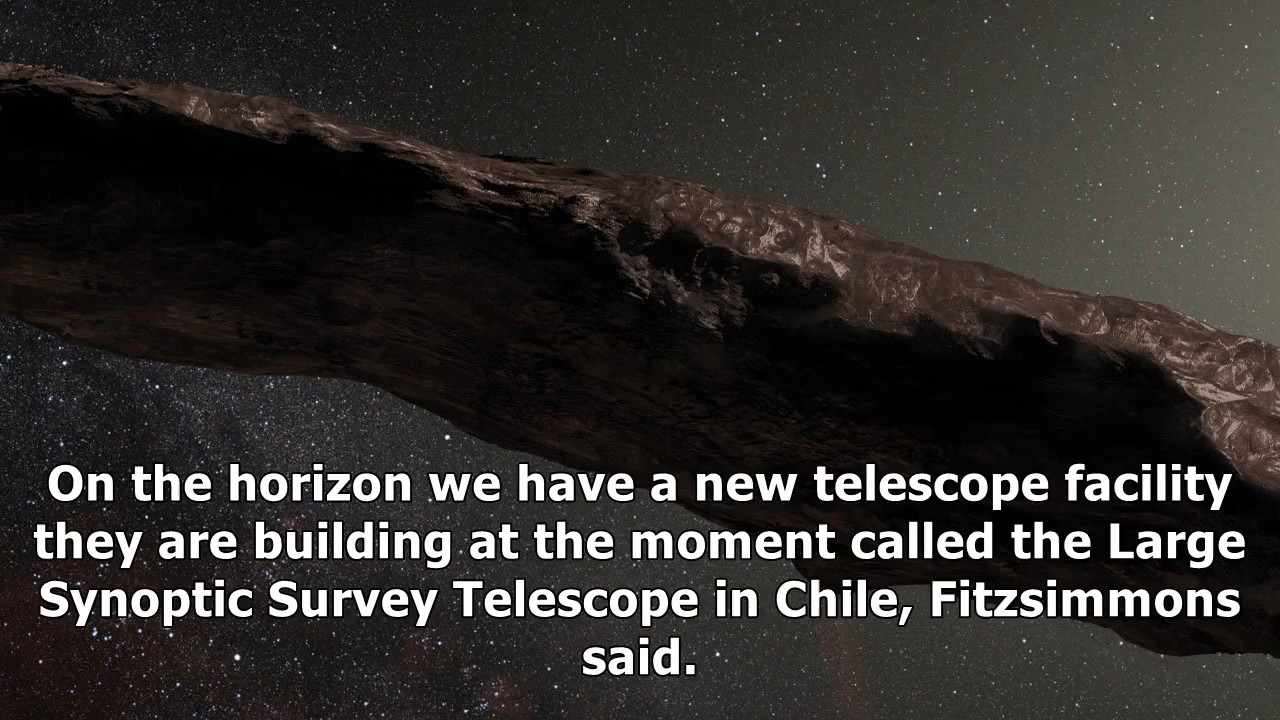 On the horizon we have a new telescope facility
they are building at the moment called the Large
Synoptic Survey Telescope in Chile, Fitzsimmons
said.